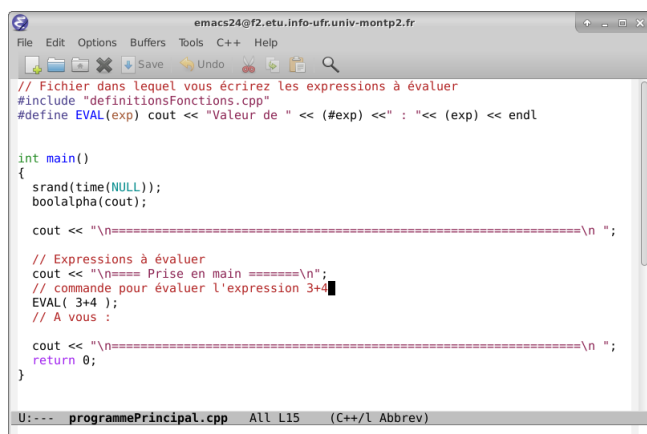 emacs24@f2.etu.info-ufr.univ-montp2.fr
File Edit Options Buffers Tools C++ Help
Save Undo
// Fichier dans lequel vous écrirez les expressions à évaluer
#include "definitionsFonctions.cpp"
#define EVAL(exp) cout << "Valeur de " << (#exp) <<" : "<< (exp) << endl
int main()
{
srand(time(NULL));
boolalpha(cout);
cout << "\n=================================================================\n ";
// Expressions à évaluer
cout << "\n==== Prise en main =======\n";
// commande pour évaluer l'expression 3+4
EVAL( 3+4 );
// A vous :
cout << "\n=================================================================\n ";
return 0;
}
U:--- programmePrincipal.cpp All L15 (C++/l Abbrev)